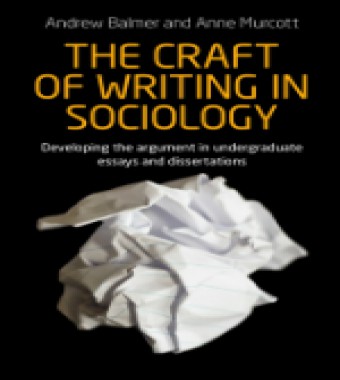 Andrew Balmer and Anne Murcott
THE CRAFT
OF WRITING IN
SOCIOLOGY
Developing the argument in undergraduate
essays and dissertations